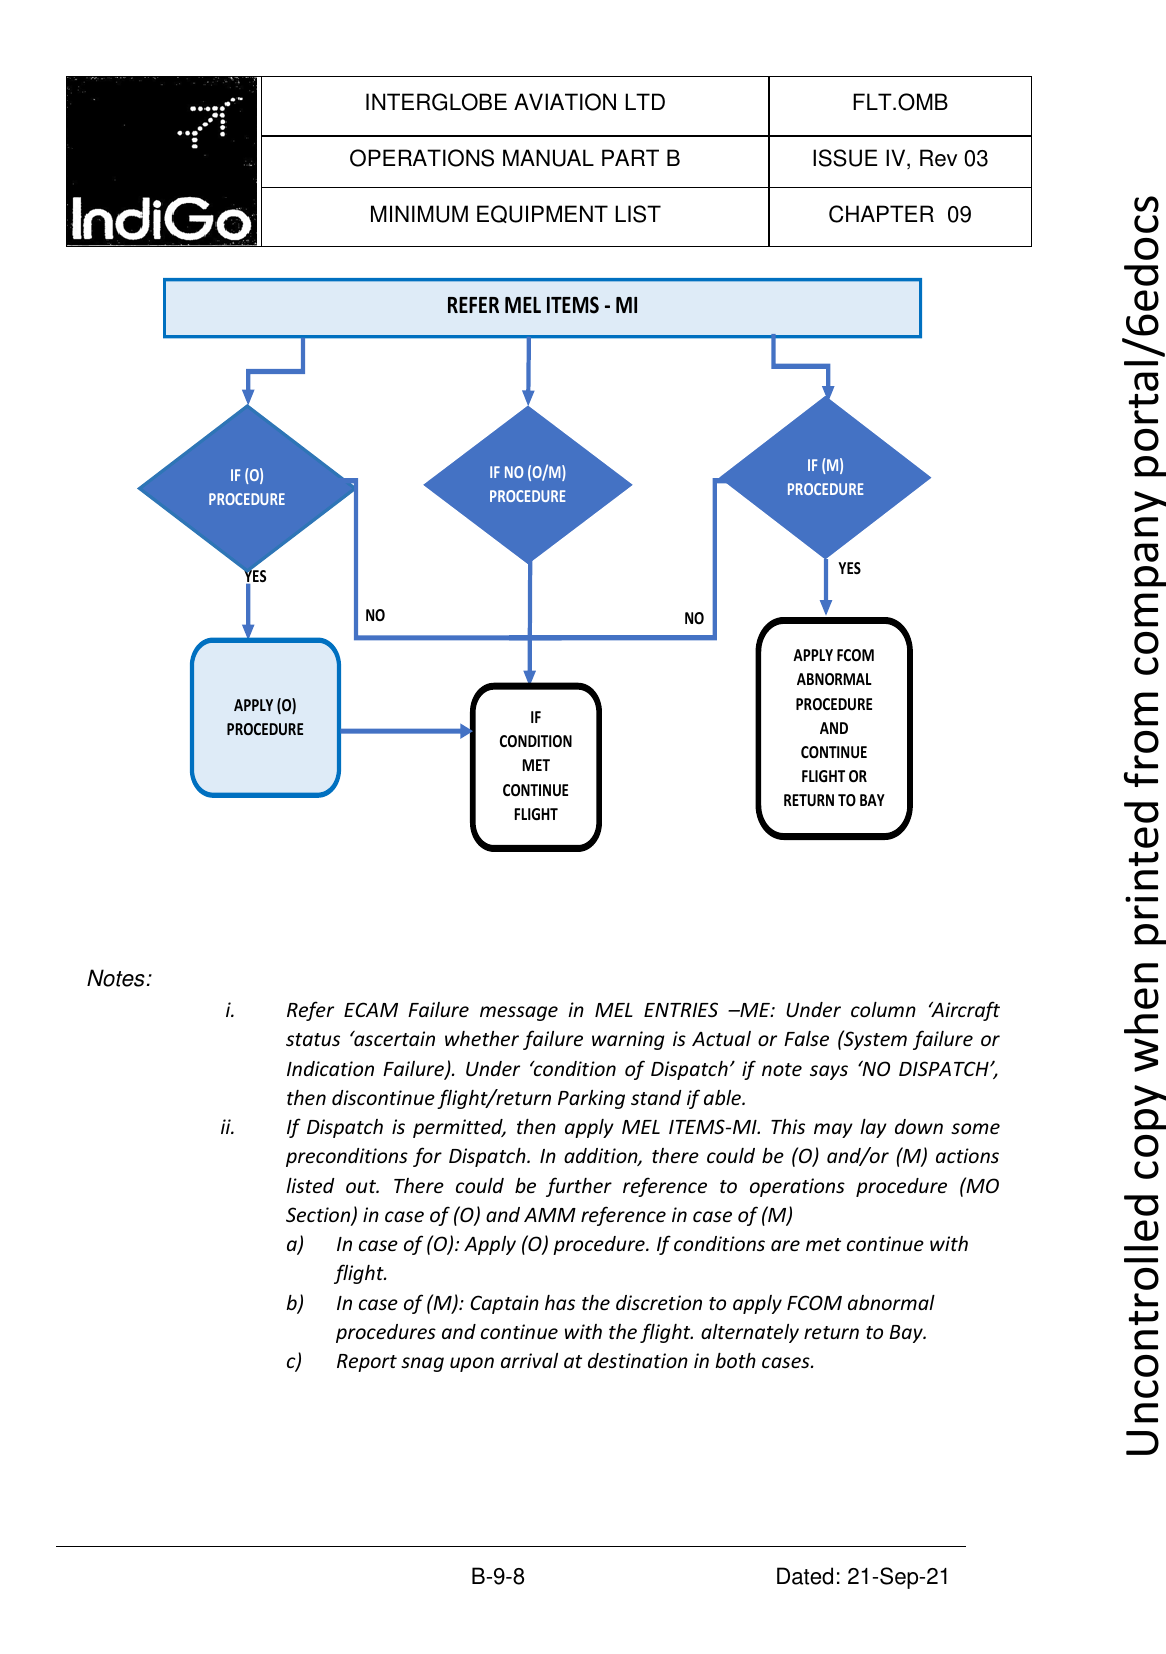 IndiGo
INTERGLOBE AVIATION LTD
FLT.OMB
OPERATIONS MANUAL PART B
ISSUE IV, Rev 03
MINIMUM EQUIPMENT LIST
CHAPTER 09
REFER MEL ITEMS - MI
IF (O)
PROCEDURE
IF NO (O/M)
PROCEDURE
IF (M)
PROCEDURE
YES
YES
NO
NO
APPLY (O)
PROCEDURE
IF
CONDITION
MET
CONTINUE
FLIGHT
APPLY FCOM
ABNORMAL
PROCEDURE
AND
CONTINUE
FLIGHT OR
RETURN TO BAY
Notes:
i. Refer ECAM Failure message in MEL ENTRIES –ME: Under column ‘Aircraft
status ‘ascertain whether failure warning is Actual or False (System failure or
Indication Failure). Under ‘condition of Dispatch’ if note says ‘NO DISPATCH’,
then discontinue flight/return Parking stand if able.
ii. If Dispatch is permitted, then apply MEL ITEMS-MI. This may lay down some
preconditions for Dispatch. In addition, there could be (O) and/or (M) actions
listed out. There could be further reference to operations procedure (MO
Section) in case of (O) and AMM reference in case of (M)
a) In case of (O): Apply (O) procedure. If conditions are met continue with
flight.
b) In case of (M): Captain has the discretion to apply FCOM abnormal
procedures and continue with the flight. alternately return to Bay.
c) Report snag upon arrival at destination in both cases.
B-9-8
Dated: 21-Sep-21
Uncontrolled copy when printed from company portal/6edocs